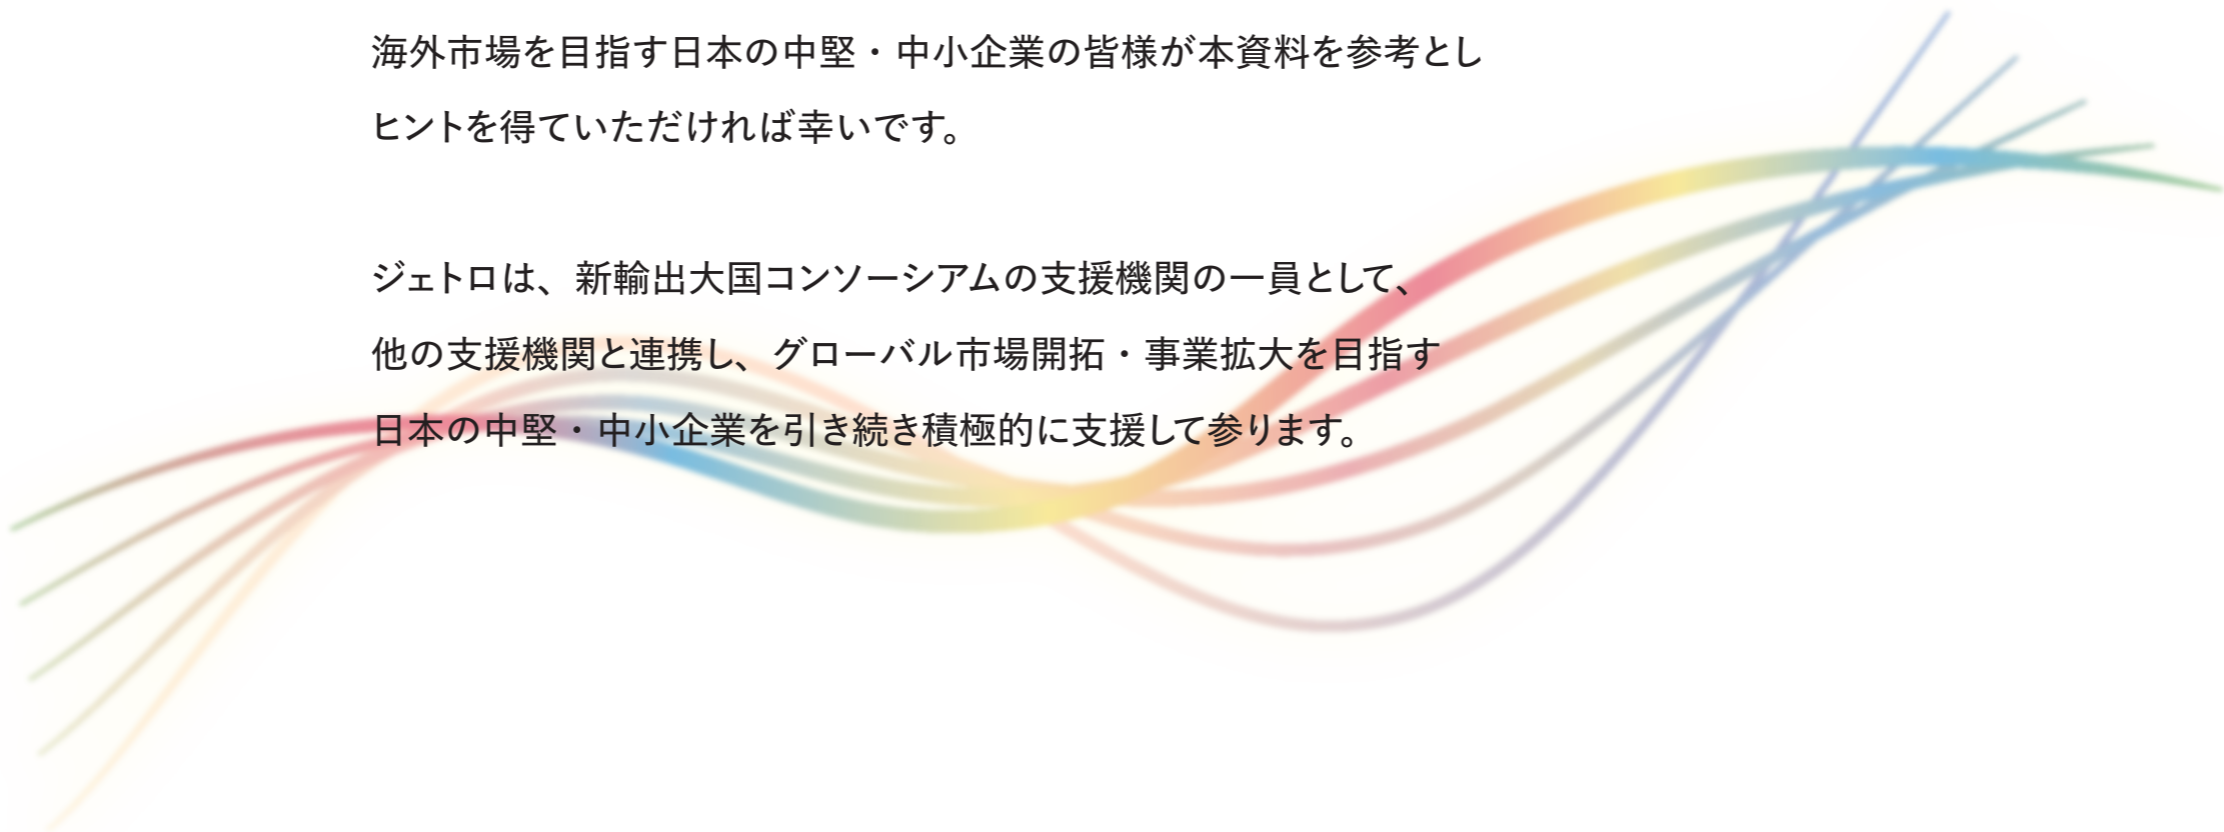 海外市場を目指す日本の中堅・中小企業の皆様が本資料を参考とし
ヒントを得ていただければ幸いです。
ジェトロは、新輸出大国コンソーシアムの支援機関の一員として、
他の支援機関と連携し、グローバル市場開拓・事業拡大を目指す
日本の中堅・中小企業を引き続き積極的に支援して参ります。